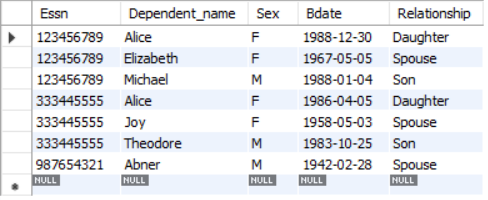 Essn Dependent_name Sex Bdate Relationship
123456789 Alice F 1988-12-30 Daughter
123456789 Elizabeth F 1967-05-05 Spouse
123456789 Michael M 1988-01-04 Son
333445555 Alice F 1986-04-05 Daughter
333445555 Joy F 1958-05-03 Spouse
333445555 Theodore M 1983-10-25 Son
987654321 Abner M 1942-02-28 Spouse
NULL NULL NULL NULL NULL